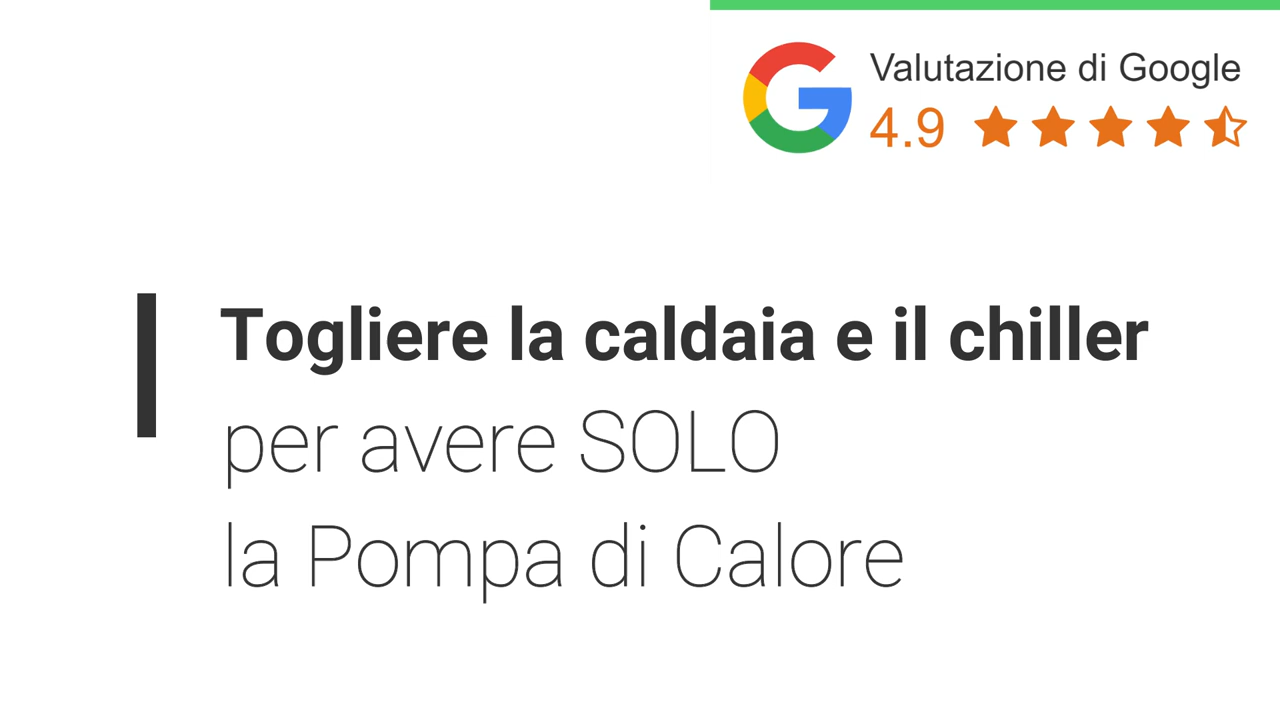 Valutazione di Google
4.9
Togliere la caldaia e il chiller
per avere SOLO
la Pompa di Calore